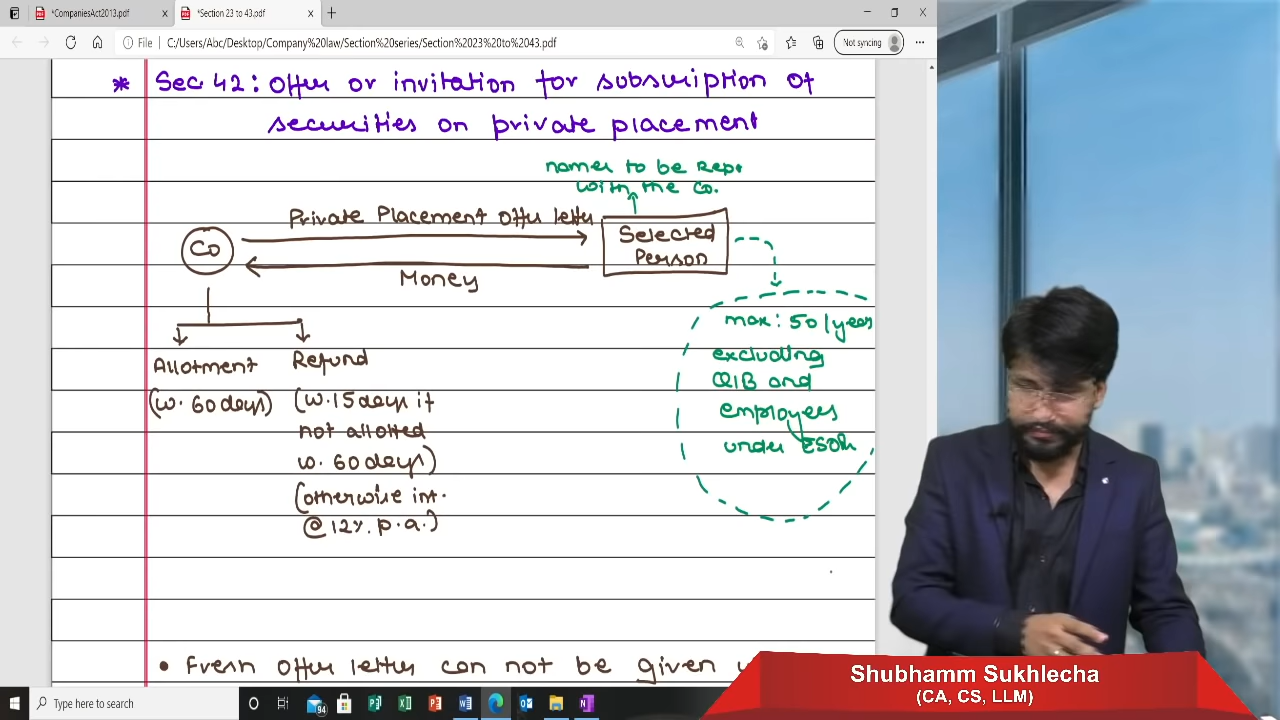 *CompaniesAct2013.pdf
*Section 23 to 43.pdf
File C:/Users/Abc/Desktop/Company%20law/Section%20series/Section%2023%20to%2043.pdf
Not syncing
* Sec 42: Offer or invitation for subscription of
securities on private placement
names to be Rep.
with the Co.
Private Placement Offer letter
Co
Selected
Person
Money
max: 50/year
excluding
QIB and
employees
under ESOP
Allotment
(w. 60 days)
Refund
(w. 15 days if
not allotted
w. 60 days)
(otherwise int.
@ 12%. p.a.)
• Fresh offer letter can not be given
Shubhamm Sukhlecha
(CA, CS, LLM)
Type here to search
94